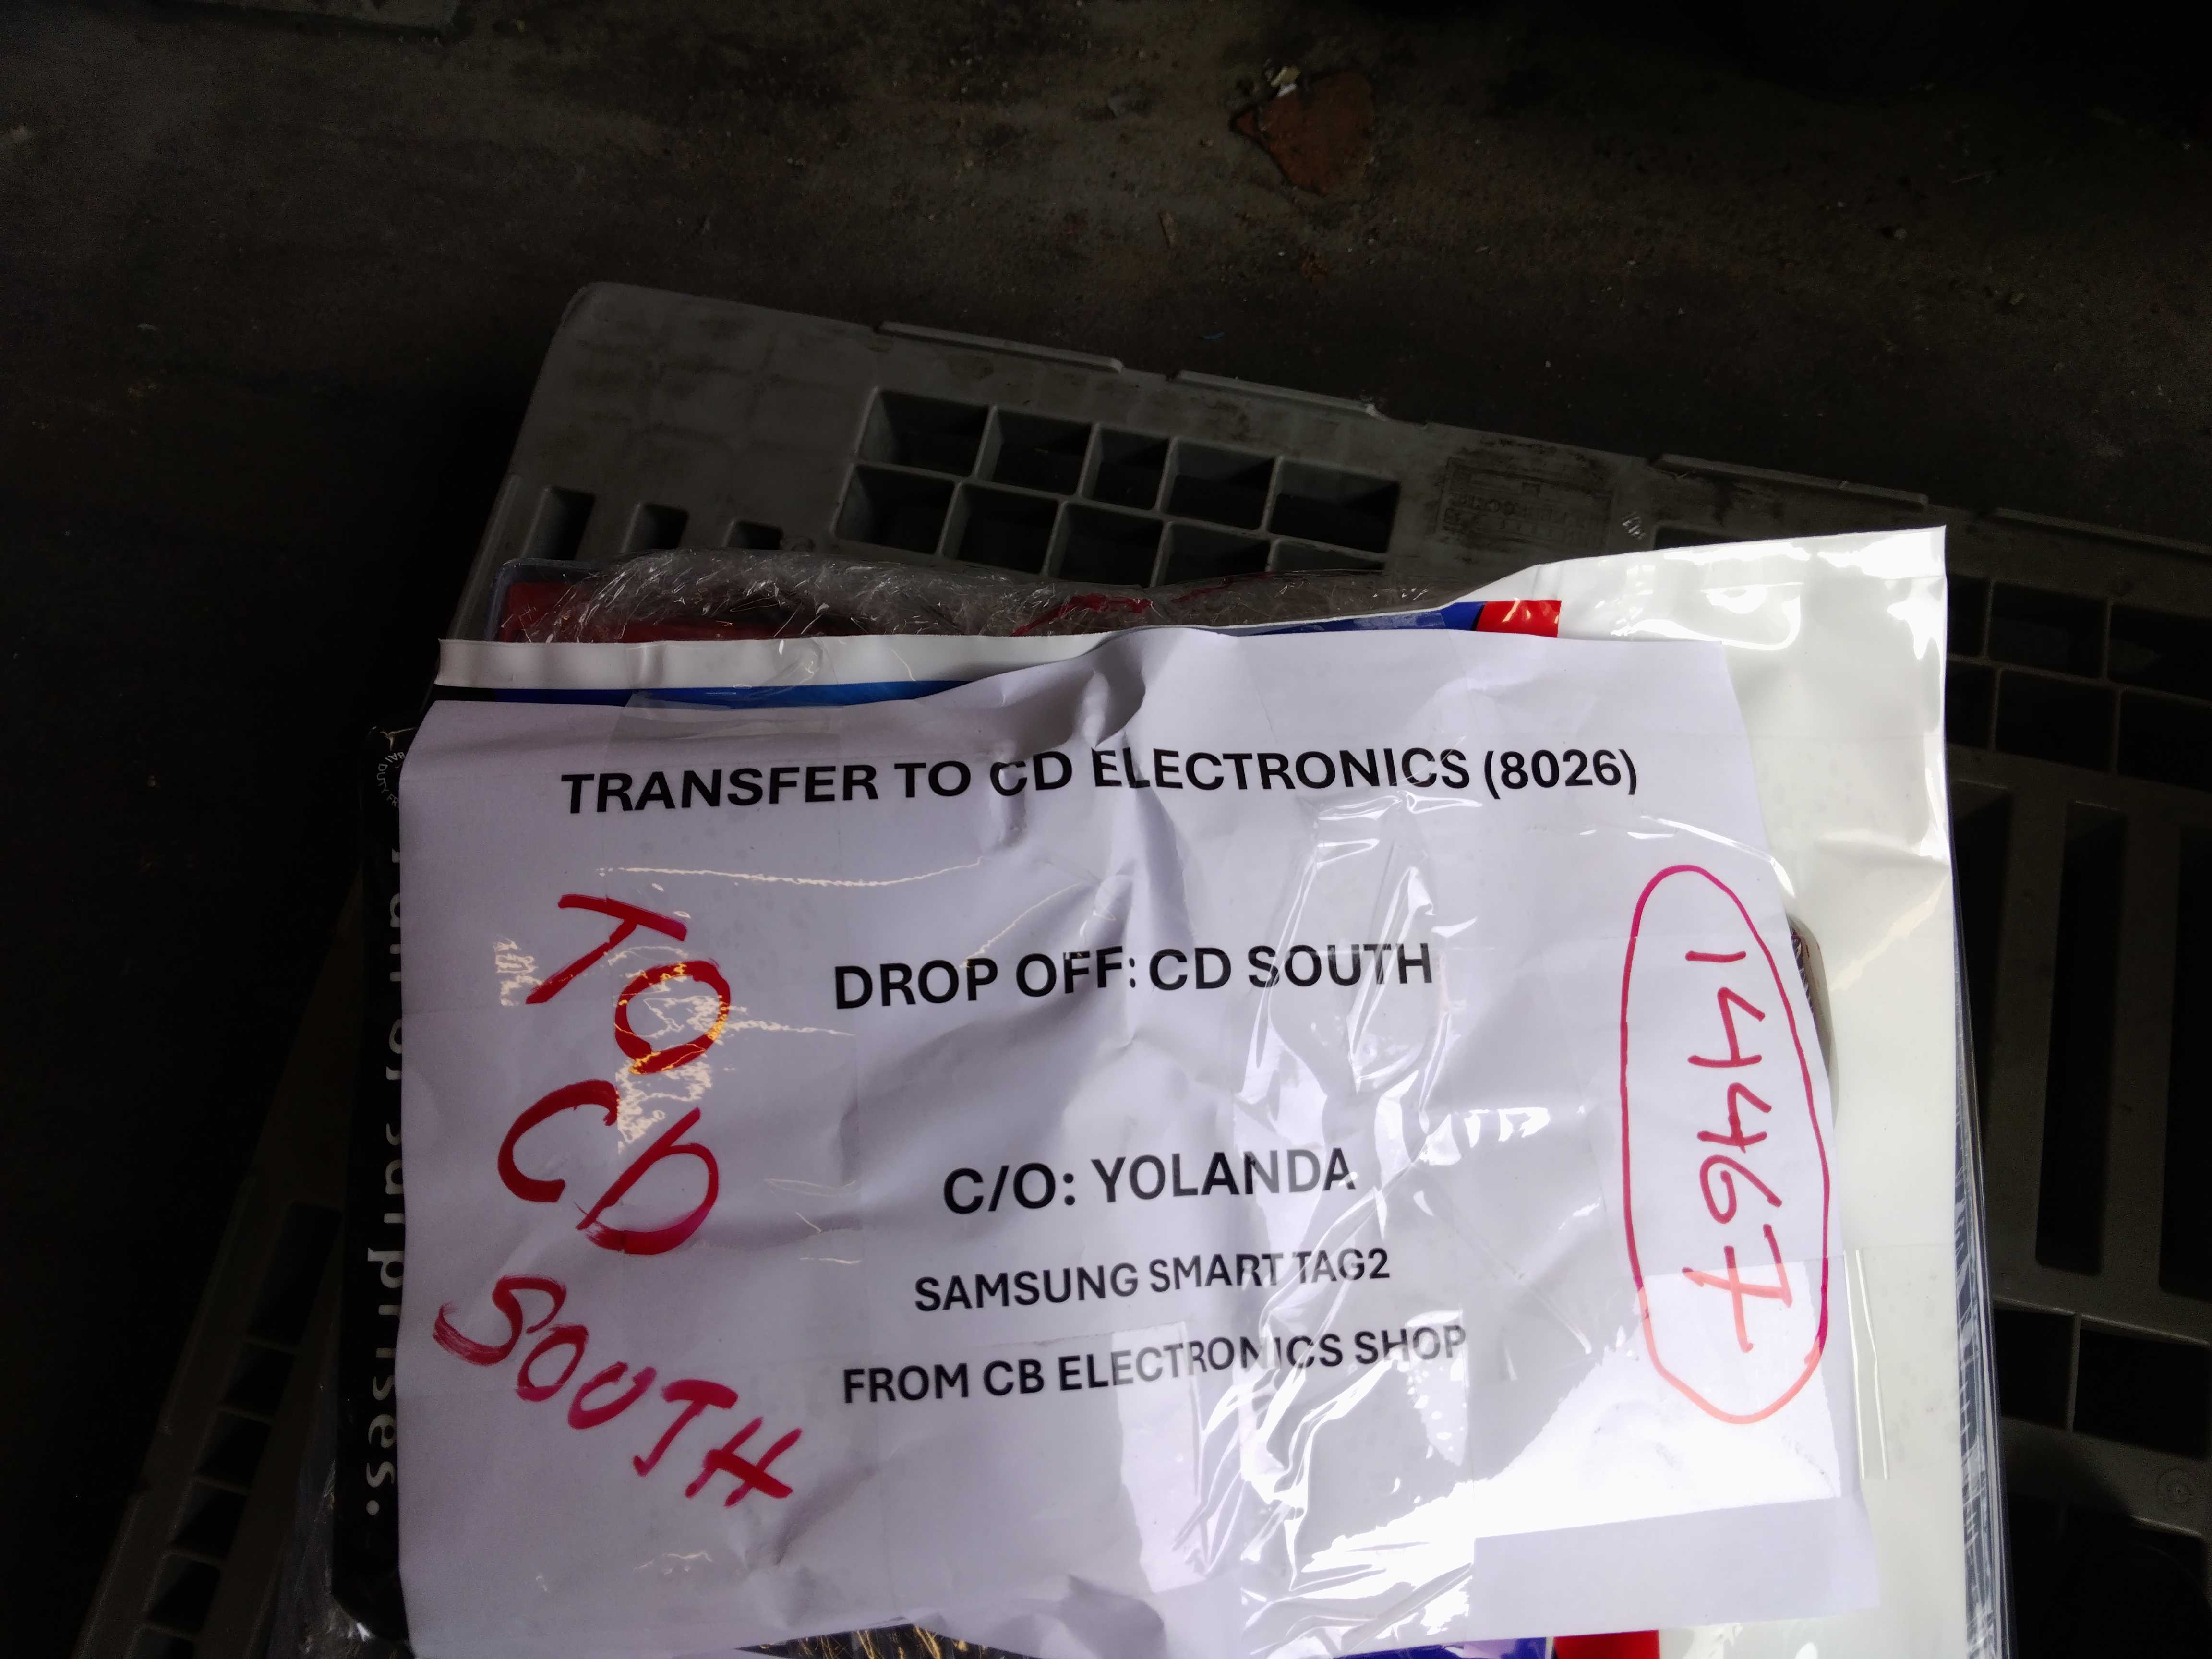 TRANSFER TO CD ELECTRONICS (8026)
DROP OFF: CD SOUTH
C/O: YOLANDA
SAMSUNG SMART TAG2
FROM CB ELECTRONICS SHOP
TO
CD
SOUTH
14467
surprises.